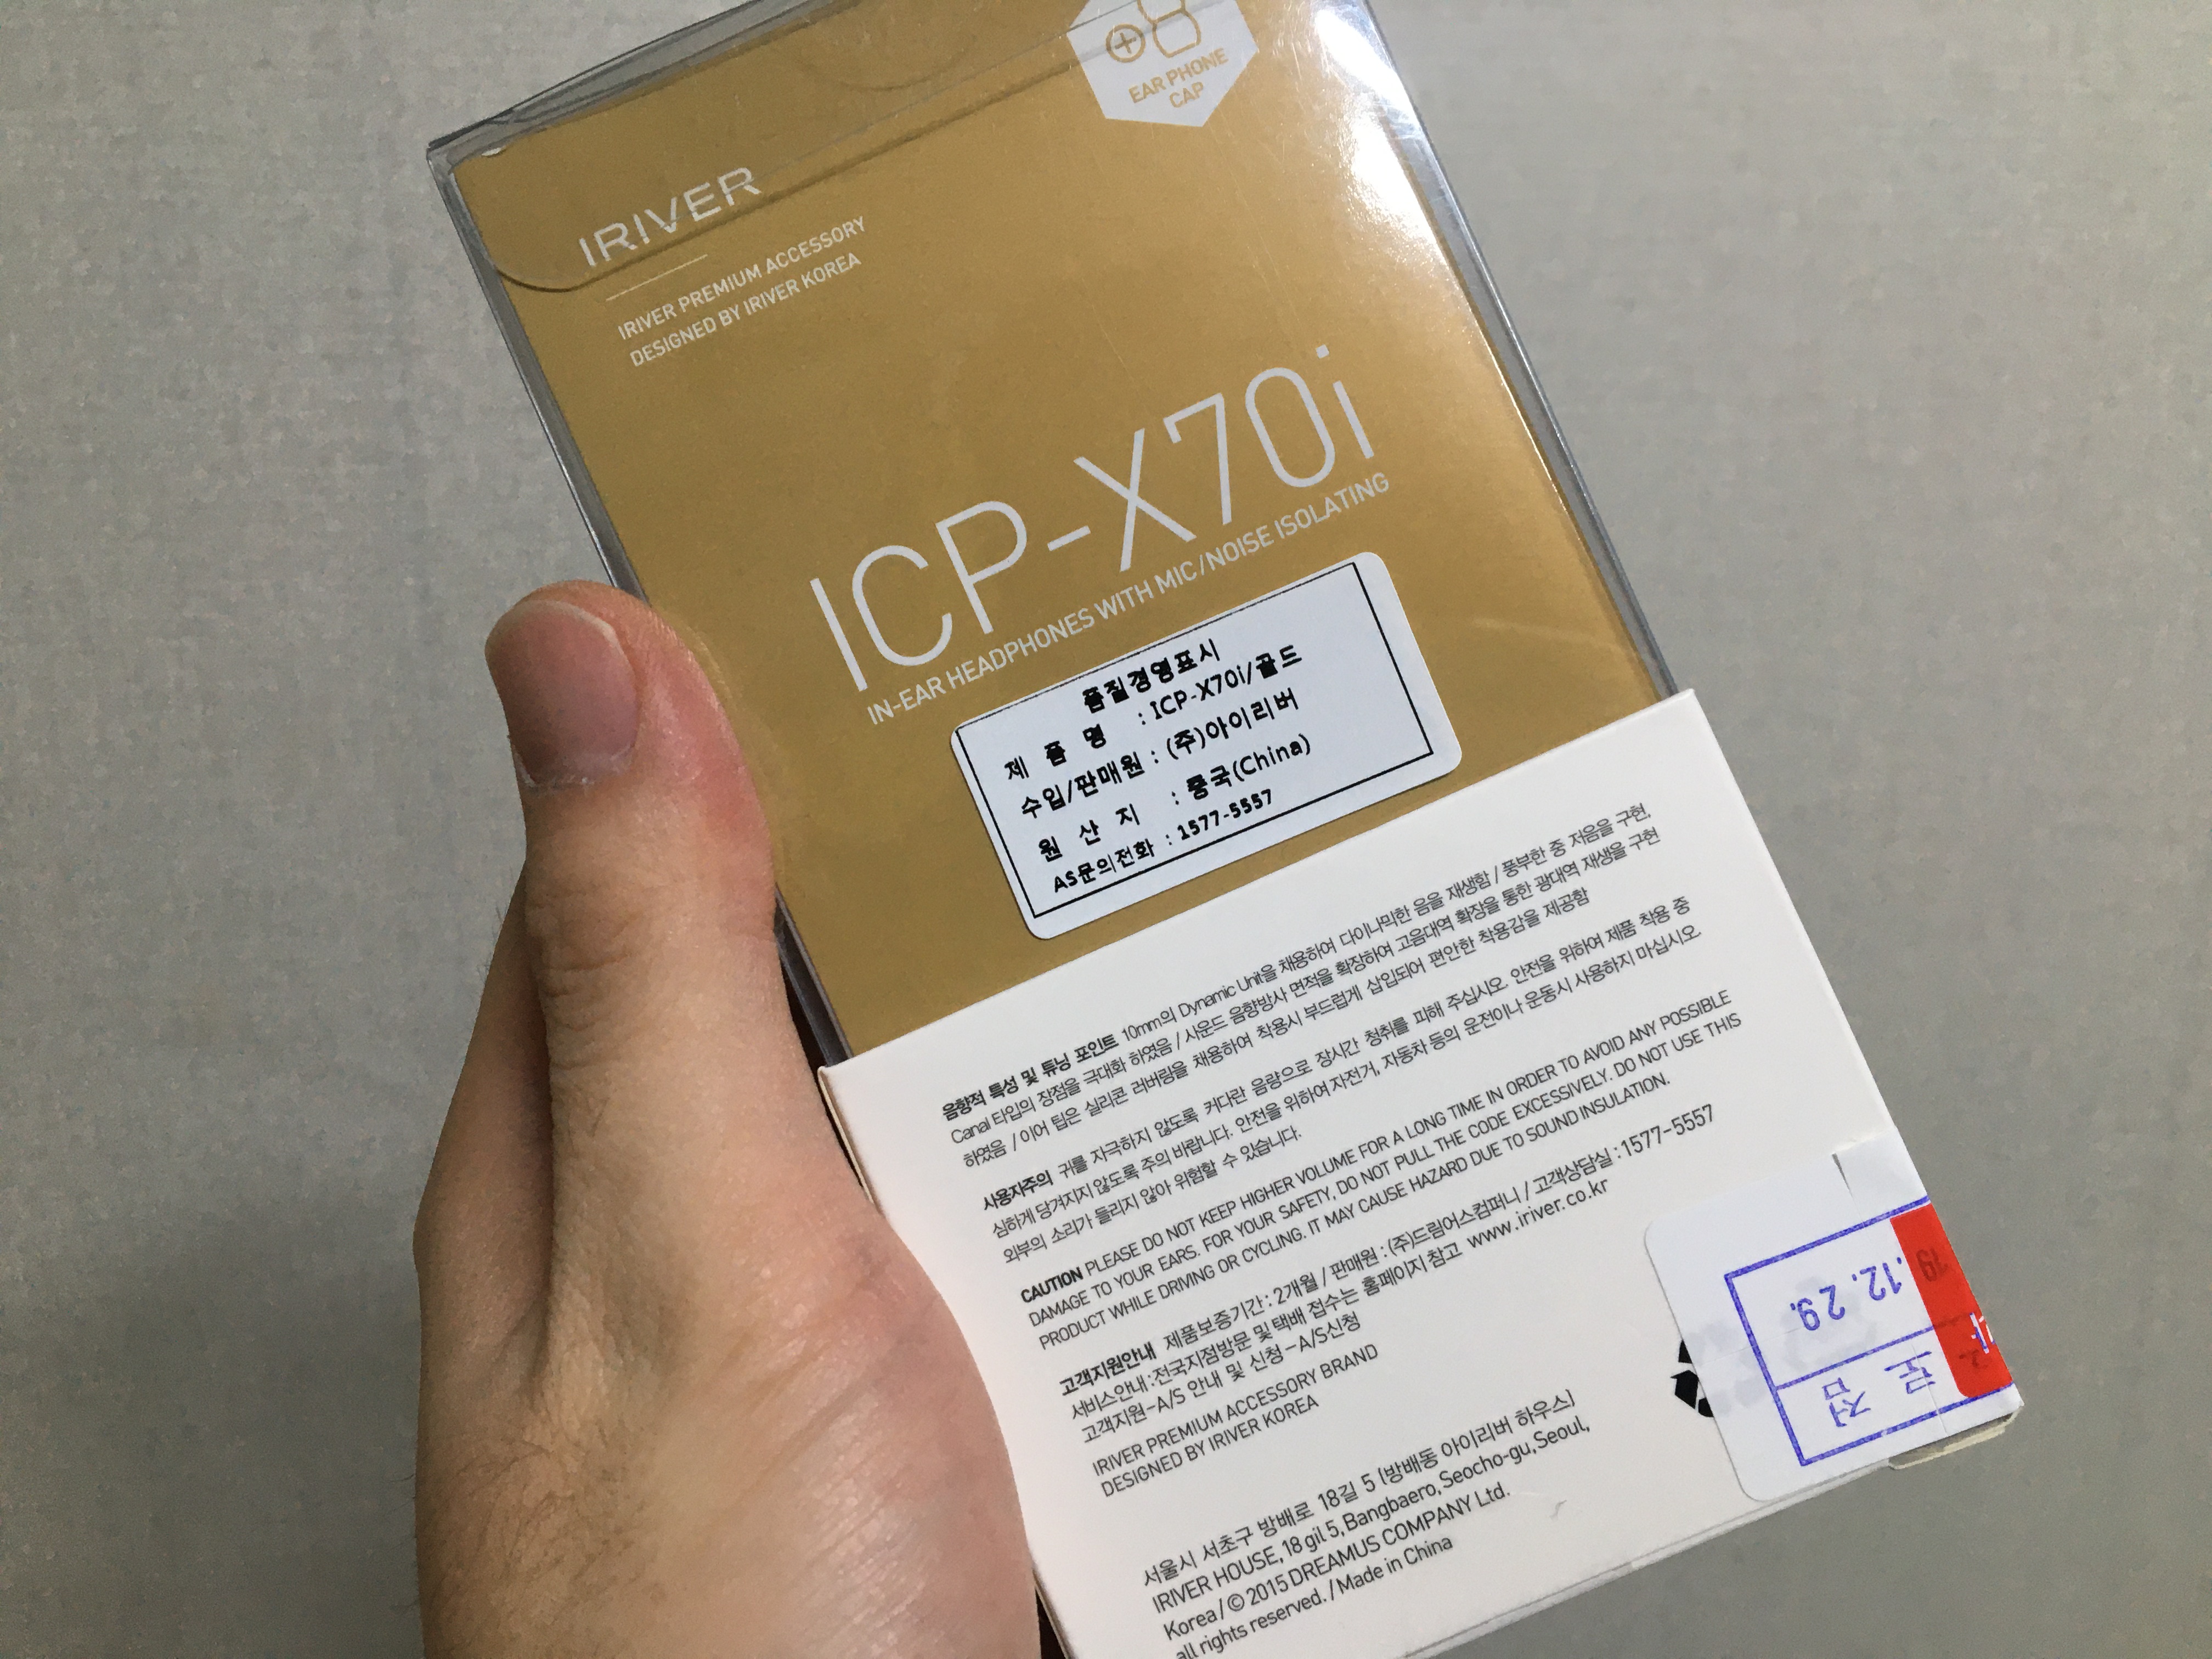 EAR PHONE
CAP
IRIVER
IRIVER PREMIUM ACCESSORY
DESIGNED BY IRIVER KOREA
ICP-X70i
IN-EAR HEADPHONES WITH MIC/NOISE ISOLATING
품질경영표시
제 품 명 : ICP-X70i/골드
수입/판매원 : (주)아이리버
원 산 지 : 중국(China)
AS문의전화 : 1577-5557
음향적 특성 및 튜닝 포인트 10mm의 Dynamic Unit을 채용하여 다이나믹한 음을 재생함 / 풍부한 중 저음을 구현,
Canal 타입의 장점을 극대화 하였음 / 사운드 음향방사 면적을 확장하여 고음대역 확장을 통한 광대역 재생을 구현
하였음 / 이어 팁은 실리콘 러버링을 채용하여 착용시 부드럽게 삽입되어 편안한 착용감을 제공함
사용자주의 귀를 자극하지 않도록 커다란 음량으로 장시간 청취를 피해 주십시오. 안전을 위하여 제품 착용 중
심하게 당겨지지 않도록 주의 바랍니다. 안전을 위하여 자전거, 자동차 등의 운전이나 운동시 사용하지 마십시오.
외부의 소리가 들리지 않아 위험할 수 있습니다.
CAUTION PLEASE DO NOT KEEP HIGHER VOLUME FOR A LONG TIME IN ORDER TO AVOID ANY POSSIBLE
DAMAGE TO YOUR EARS. FOR YOUR SAFETY, DO NOT PULL THE CODE EXCESSIVELY. DO NOT USE THIS
PRODUCT WHILE DRIVING OR CYCLING. IT MAY CAUSE HAZARD DUE TO SOUND INSULATION.
고객지원안내 제품보증기간 : 2개월 / 판매원 : (주)드림어스컴퍼니 / 고객상담실 : 1577-5557
서비스안내 : 전국지점방문 및 택배 접수는 홈페이지 참고 www.iriver.co.kr
고객지원-A/S 안내 및 신청 - A/S신청
IRIVER PREMIUM ACCESSORY BRAND
DESIGNED BY IRIVER KOREA
서울시 서초구 방배로 18길 5 (방배동 아이리버 하우스)
IRIVER HOUSE, 18 gil 5, Bangbaero, Seocho-gu, Seoul,
Korea / © 2015 DREAMUS COMPANY Ltd.
all rights reserved. / Made in China
19. 12. 29.
문점